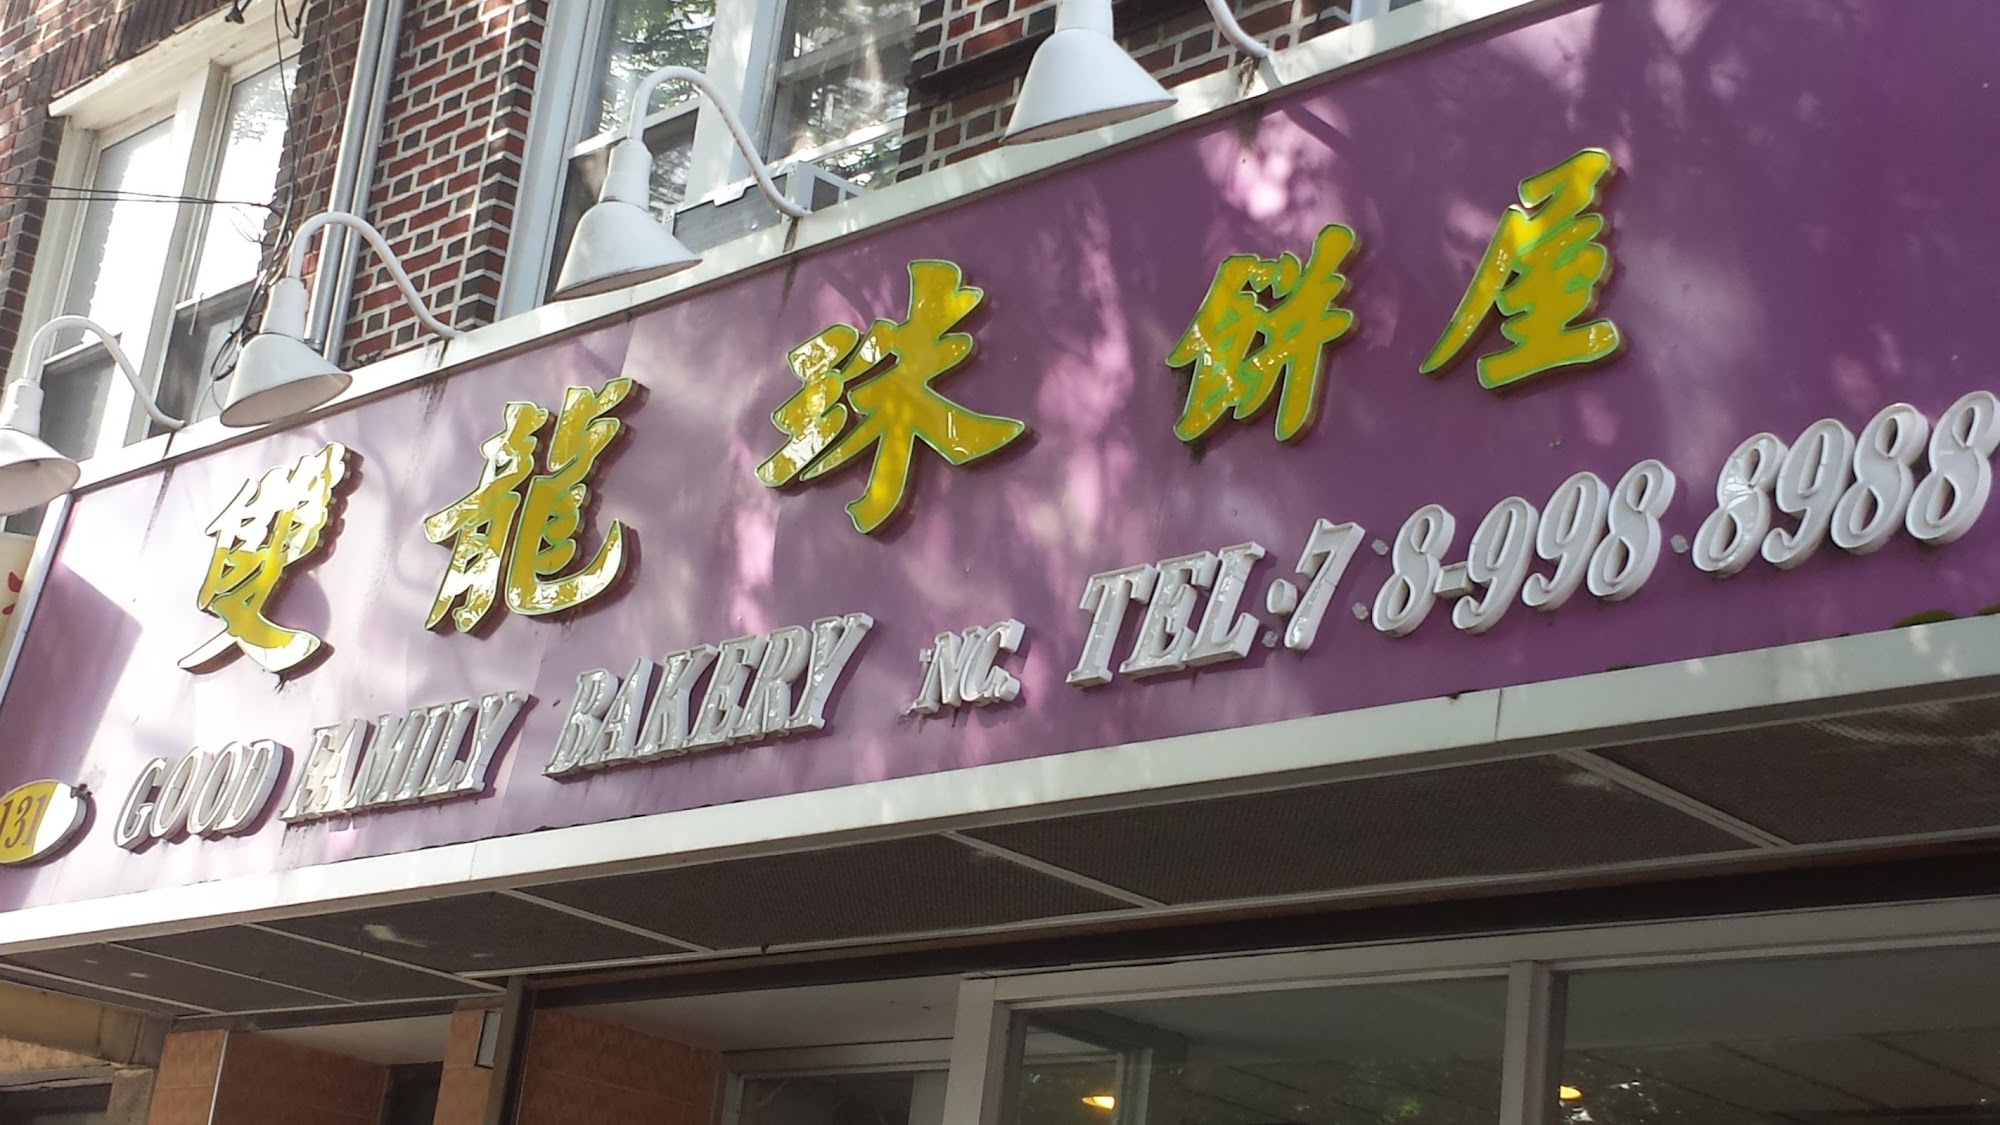 雙龍珠餅屋
131 GOOD FAMILY BAKERY INC. TEL:7 8-998-8988